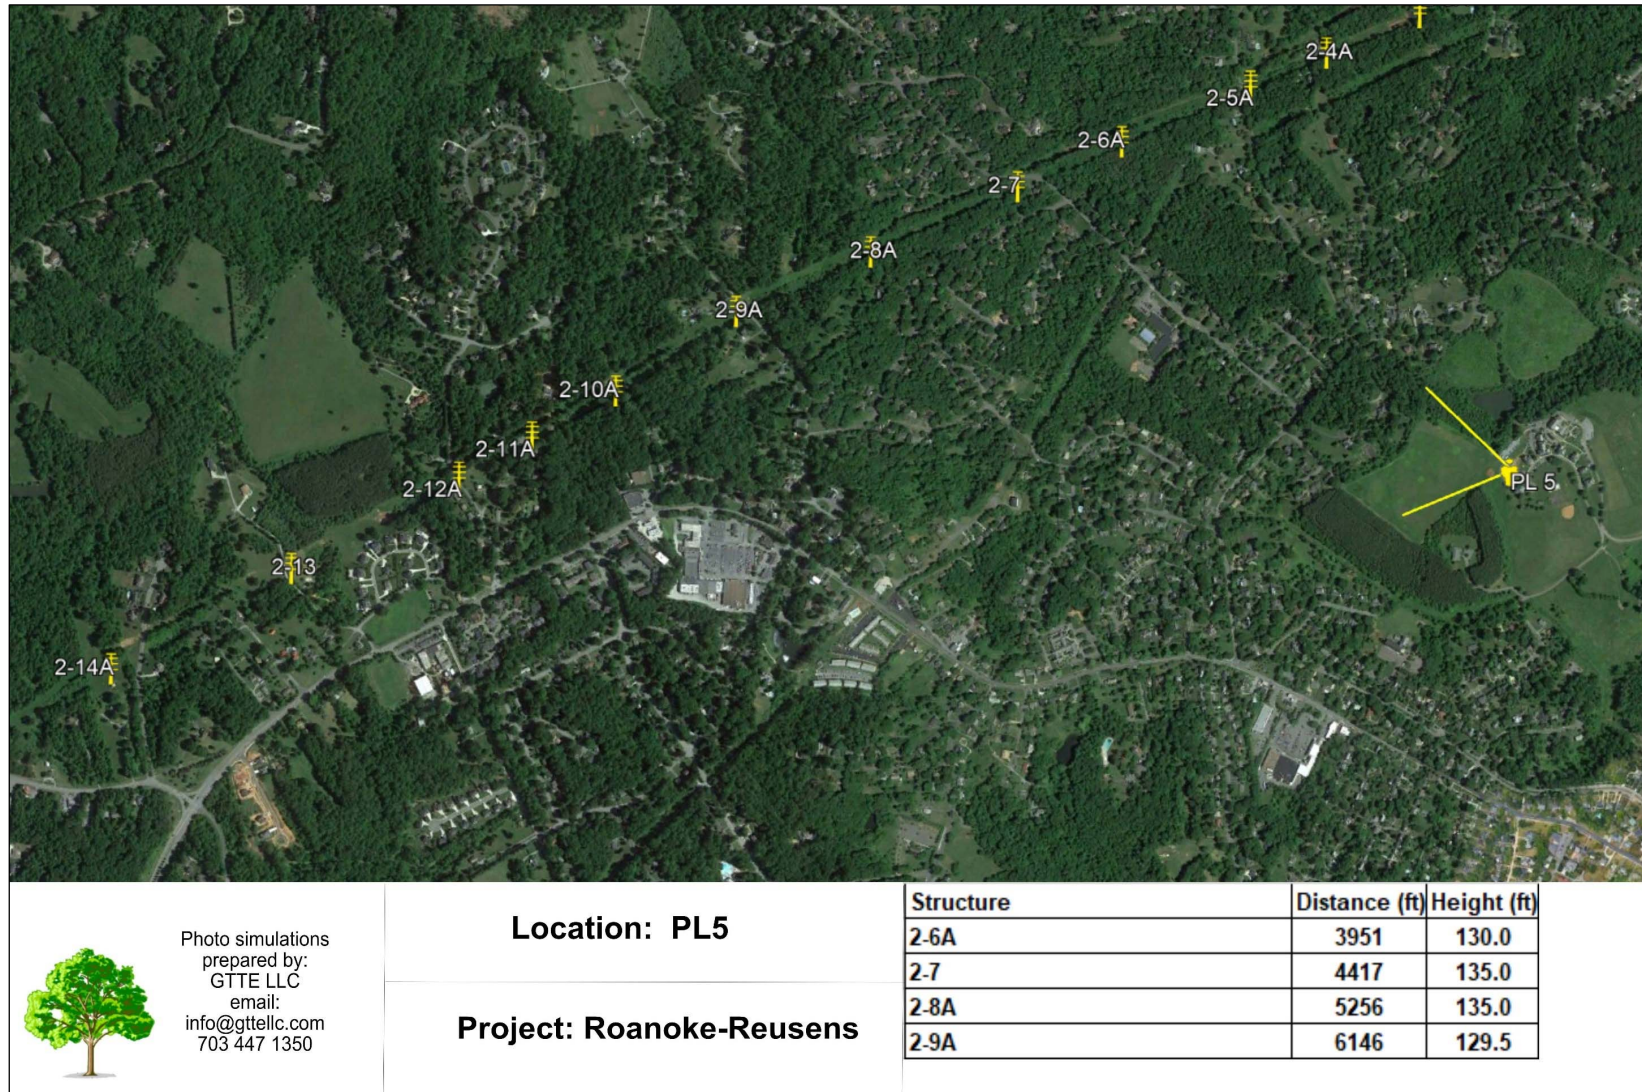 2-4A
2-5A
2-6A
2-7
2-8A
2-9A
2-10A
2-11A
2-12A
PL 5
2-13
2-14A
Photo simulations
prepared by:
GTTE LLC
email:
info@gttellc.com
703 447 1350
Location: PL5
Project: Roanoke-Reusens
Structure Distance (ft) Height (ft)
2-6A 3951 130.0
2-7 4417 135.0
2-8A 5256 135.0
2-9A 6146 129.5